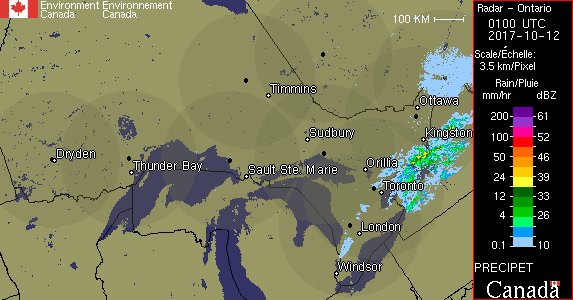 Environment Environnement
Canada Canada
100 KM
Timmins
Ottawa
Sudbury
Kingston
Dryden
Thunder Bay
Sault Ste. Marie
Orillia
Toronto
London
Windsor
Radar - Ontario
0100 UTC
2017-10-12
Scale/Échelle:
3.5 km/Pixel
Rain/Pluie
mm/hr dBZ
200 61
100 52
50 46
24 39
12 33
4 26
0.1 10
PRECIPET
Canada